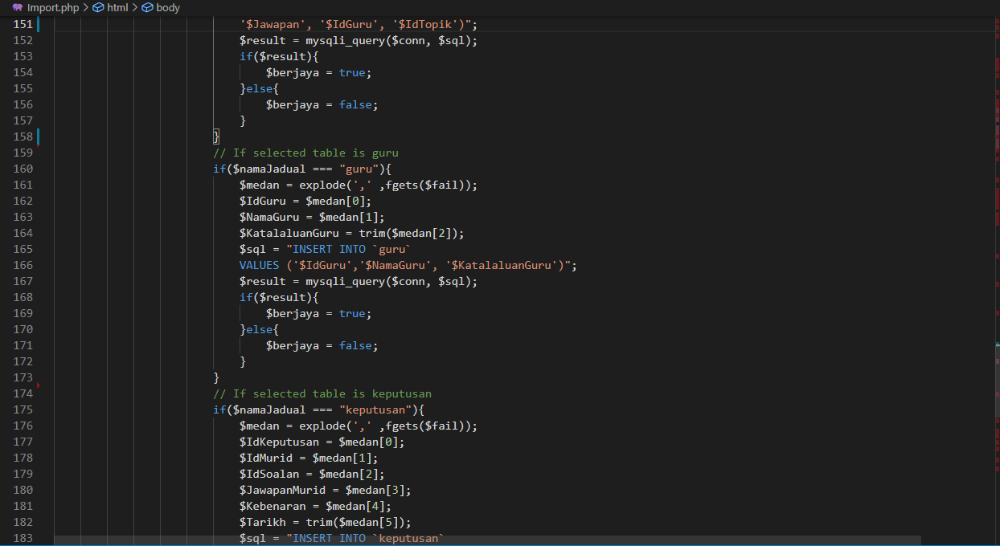 Import.php > html > body
151 '$Jawapan', '$IdGuru', '$IdTopik')";
152 $result = mysqli_query($conn, $sql);
153 if($result){
154 $berjaya = true;
155 }else{
156 $berjaya = false;
157 }
158 }
159 // If selected table is guru
160 if($namaJadual === "guru"){
161 $medan = explode(',' ,fgets($fail));
162 $IdGuru = $medan[0];
163 $NamaGuru = $medan[1];
164 $KatalaluanGuru = trim($medan[2]);
165 $sql = "INSERT INTO `guru`
166 VALUES ('$IdGuru','$NamaGuru', '$KatalaluanGuru')";
167 $result = mysqli_query($conn, $sql);
168 if($result){
169 $berjaya = true;
170 }else{
171 $berjaya = false;
172 }
173 }
174 // If selected table is keputusan
175 if($namaJadual === "keputusan"){
176 $medan = explode(',' ,fgets($fail));
177 $IdKeputusan = $medan[0];
178 $IdMurid = $medan[1];
179 $IdSoalan = $medan[2];
180 $JawapanMurid = $medan[3];
181 $Kebenaran = $medan[4];
182 $Tarikh = trim($medan[5]);
183 $sql = "INSERT INTO `keputusan`